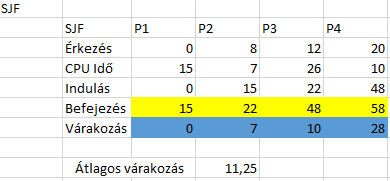 SJF
SJF P1 P2 P3 P4
Érkezés 0 8 12 20
CPU Idő 15 7 26 10
Indulás 0 15 22 48
Befejezés 15 22 48 58
Várakozás 0 7 10 28
Átlagos várakozás 11,25